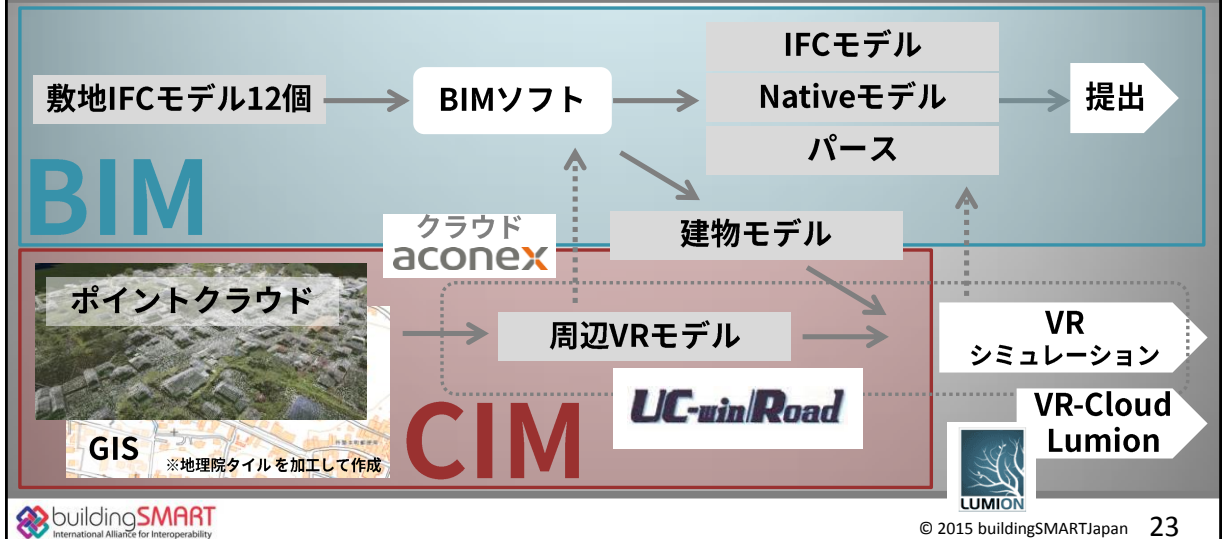 敷地IFCモデル12個
BIMソフト
IFCモデル
Nativeモデル
パース
提出
BIM
クラウド
aconex
建物モデル
ポイントクラウド
周辺VRモデル
VR
シミュレーション
UC-win/Road
CIM
VR-Cloud
Lumion
GIS
※地理院タイルを加工して作成
LUMION
buildingSMART
International Alliance for Interoperability
© 2015 buildingSMARTJapan 23